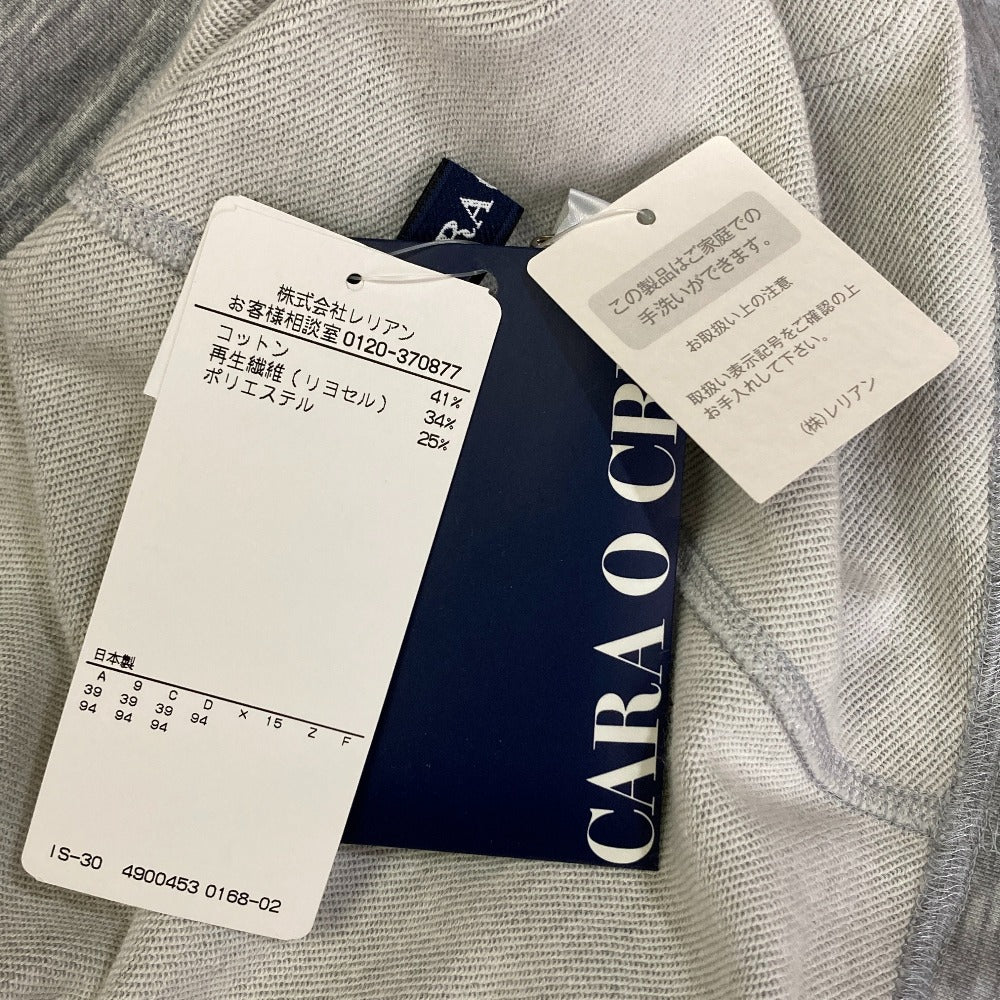 株式会社レリアン
お客様相談室 0120-370877
コットン 41%
再生繊維(リヨセル) 34%
ポリエステル 25%
日本製
A 9 C D × 15 Z F
39 39 39 94
94 94 94
IS-30 4900453 0168-02
RA
CARA O CR
この製品はご家庭での
手洗いができます。
お取扱い上の注意
取扱い表示記号をご確認の上
お手入れして下さい。
(株)レリアン